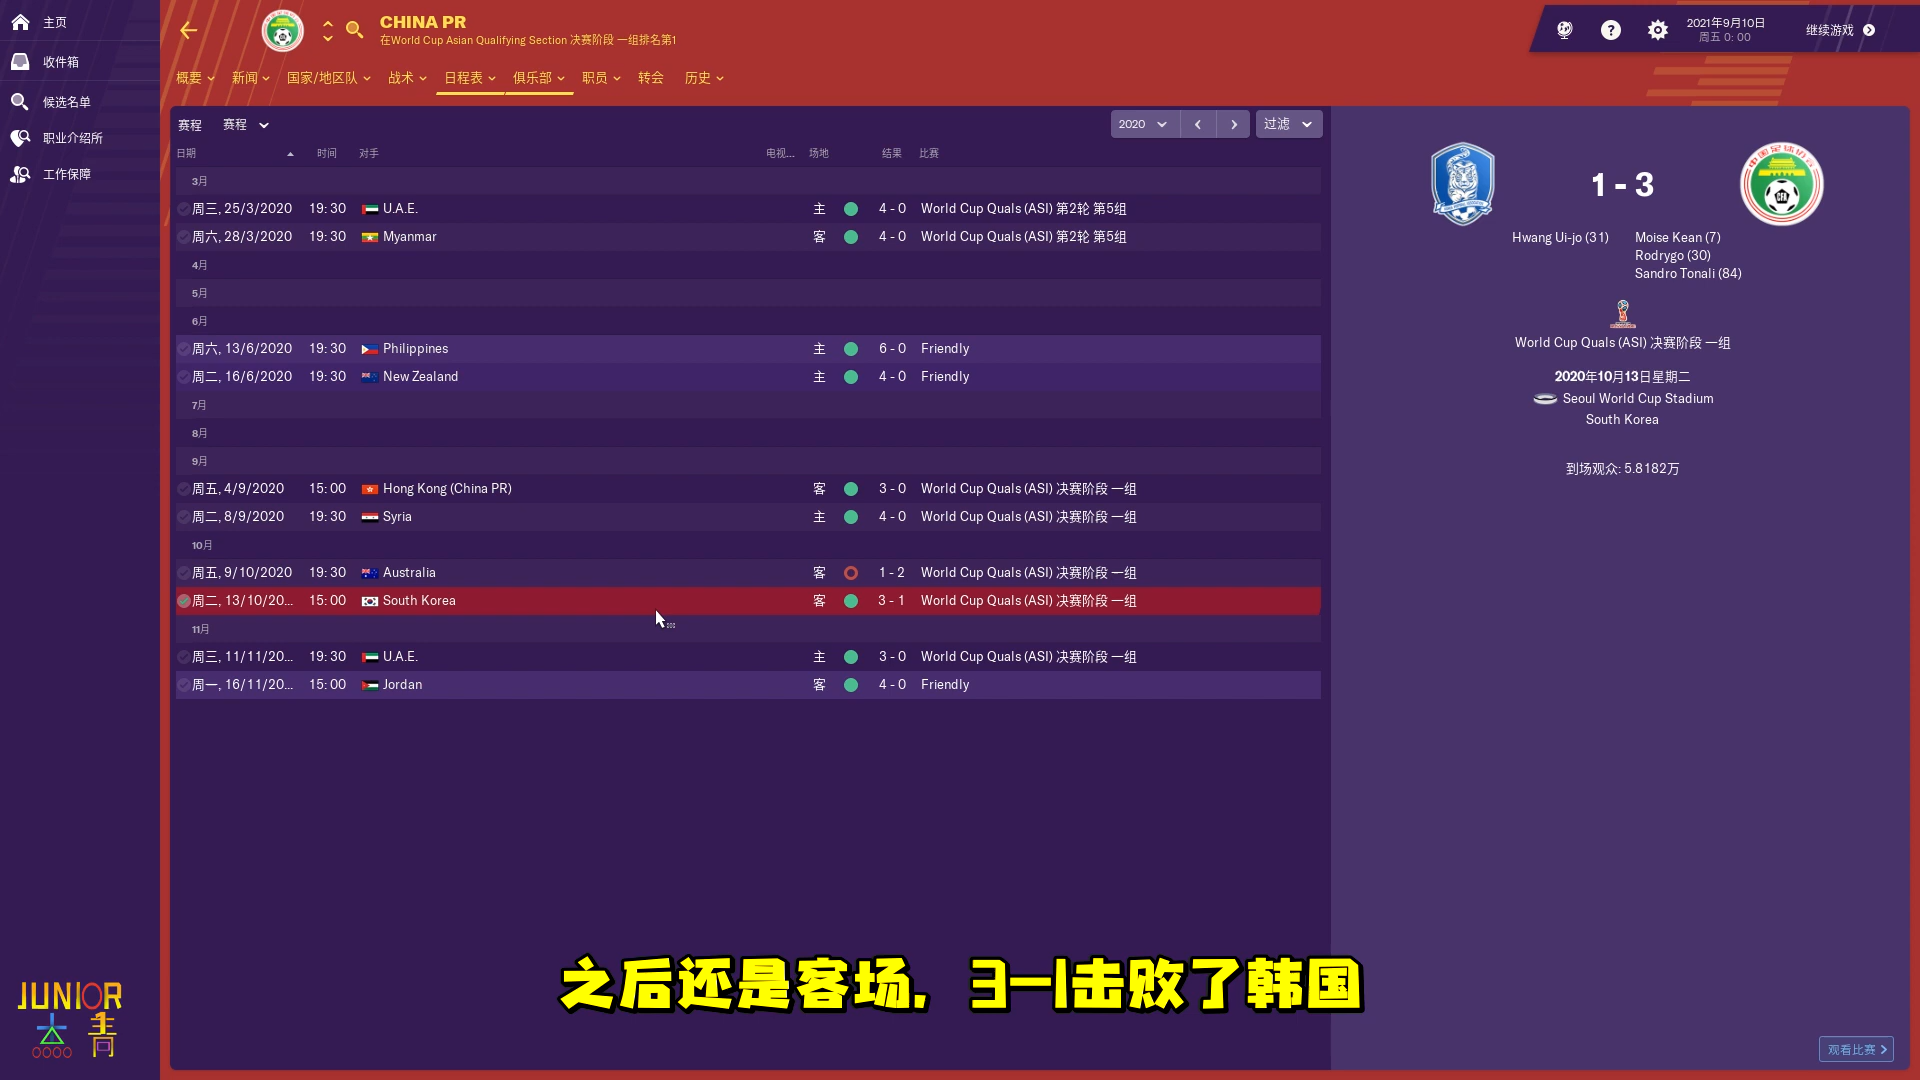 主页
收件箱
候选名单
职业介绍所
工作保障
CHINA PR
在World Cup Asian Qualifying Section 决赛阶段 一组排名第1
2021年9月10日
周五 0:00
继续游戏
概要 新闻 国家/地区队 战术 日程表 俱乐部 职员 转会 历史
赛程 赛程 2020 过滤
日期 时间 对手 电视... 场地 结果 比赛
3月
周三, 25/3/2020 19:30 U.A.E. 主 4 - 0 World Cup Quals (ASI) 第2轮 第5组
周六, 28/3/2020 19:30 Myanmar 客 4 - 0 World Cup Quals (ASI) 第2轮 第5组
4月
5月
6月
周六, 13/6/2020 19:30 Philippines 主 6 - 0 Friendly
周二, 16/6/2020 19:30 New Zealand 主 4 - 0 Friendly
7月
8月
9月
周五, 4/9/2020 15:00 Hong Kong (China PR) 客 3 - 0 World Cup Quals (ASI) 决赛阶段 一组
周二, 8/9/2020 19:30 Syria 主 4 - 0 World Cup Quals (ASI) 决赛阶段 一组
10月
周五, 9/10/2020 19:30 Australia 客 1 - 2 World Cup Quals (ASI) 决赛阶段 一组
周二, 13/10/20... 15:00 South Korea 客 3 - 1 World Cup Quals (ASI) 决赛阶段 一组
11月
周三, 11/11/20... 19:30 U.A.E. 主 3 - 0 World Cup Quals (ASI) 决赛阶段 一组
周一, 16/11/20... 15:00 Jordan 客 4 - 0 Friendly
中国足球协会
CFA
1 - 3
Hwang Ui-jo (31)
Moise Kean (7)
Rodrygo (30)
Sandro Tonali (84)
World Cup Quals (ASI) 决赛阶段 一组
2020年10月13日星期二
Seoul World Cup Stadium
South Korea
到场观众: 5.8182万
之后还是客场, 3—1击败了韩国
JUNIOR
观看比赛